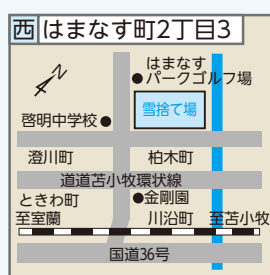 西 はまなす町2丁目3
N
はまなす
パークゴルフ場
雪捨て場
啓明中学校
澄川町
柏木町
道道苫小牧環状線
ときわ町
金剛園
至室蘭
川沿町
至苫小牧
国道36号